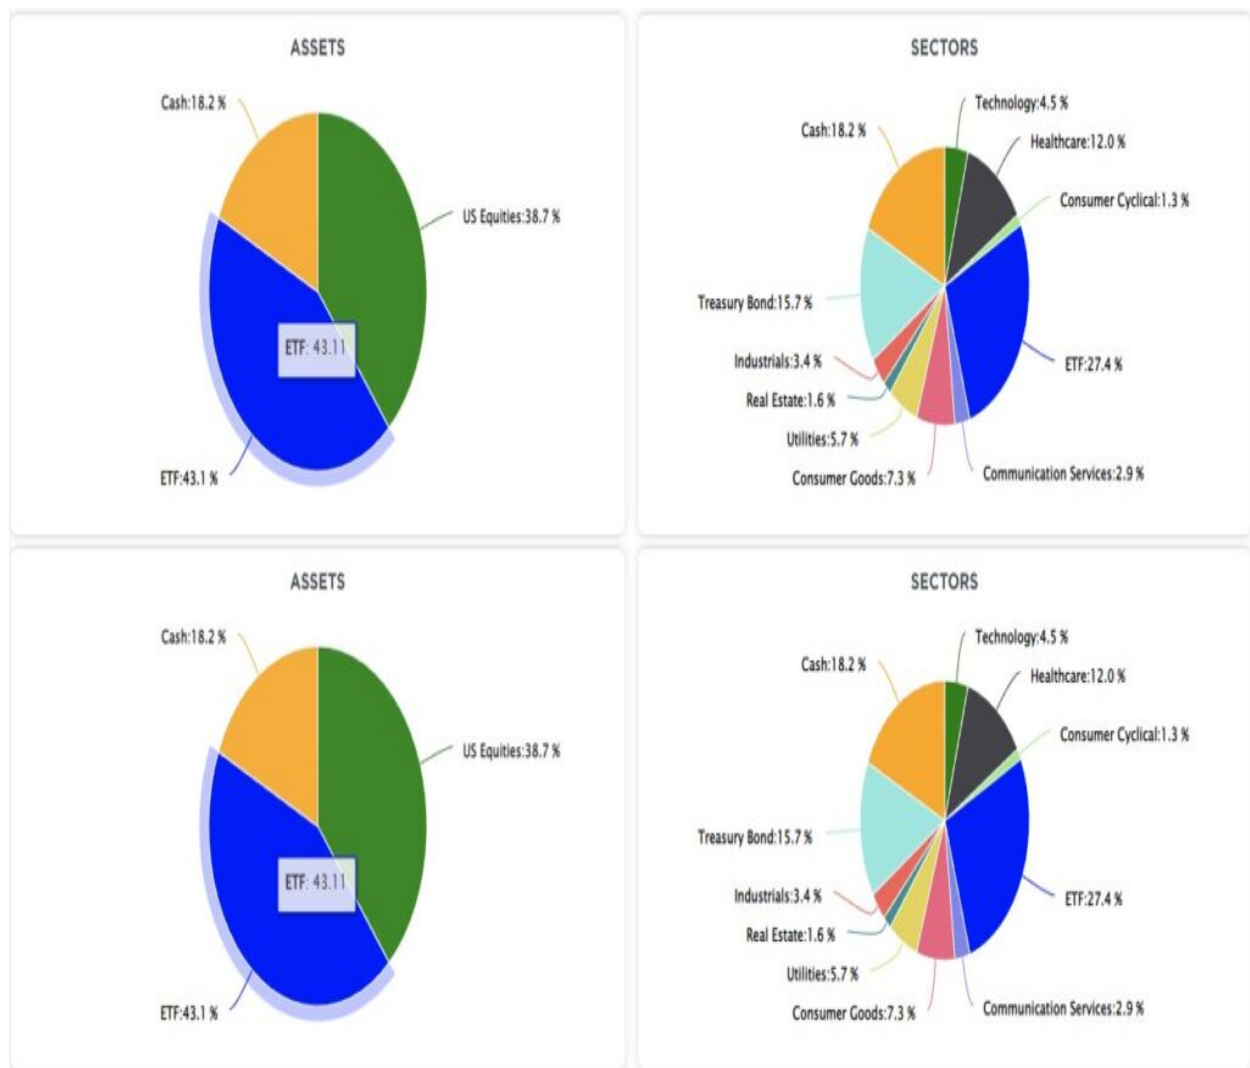 ASSETS
Cash:18.2 %
US Equities:38.7 %
ETF: 43.11
ETF:43.1 %
SECTORS
Technology:4.5 %
Cash:18.2 %
Healthcare:12.0 %
Consumer Cyclical:1.3 %
Treasury Bond:15.7 %
Industrials:3.4 %
ETF:27.4 %
Real Estate:1.6 %
Utilities:5.7 %
Consumer Goods:7.3 %
Communication Services:2.9 %
ASSETS
Cash:18.2 %
US Equities:38.7 %
ETF: 43.11
ETF:43.1 %
SECTORS
Technology:4.5 %
Cash:18.2 %
Healthcare:12.0 %
Consumer Cyclical:1.3 %
Treasury Bond:15.7 %
Industrials:3.4 %
ETF:27.4 %
Real Estate:1.6 %
Utilities:5.7 %
Consumer Goods:7.3 %
Communication Services:2.9 %